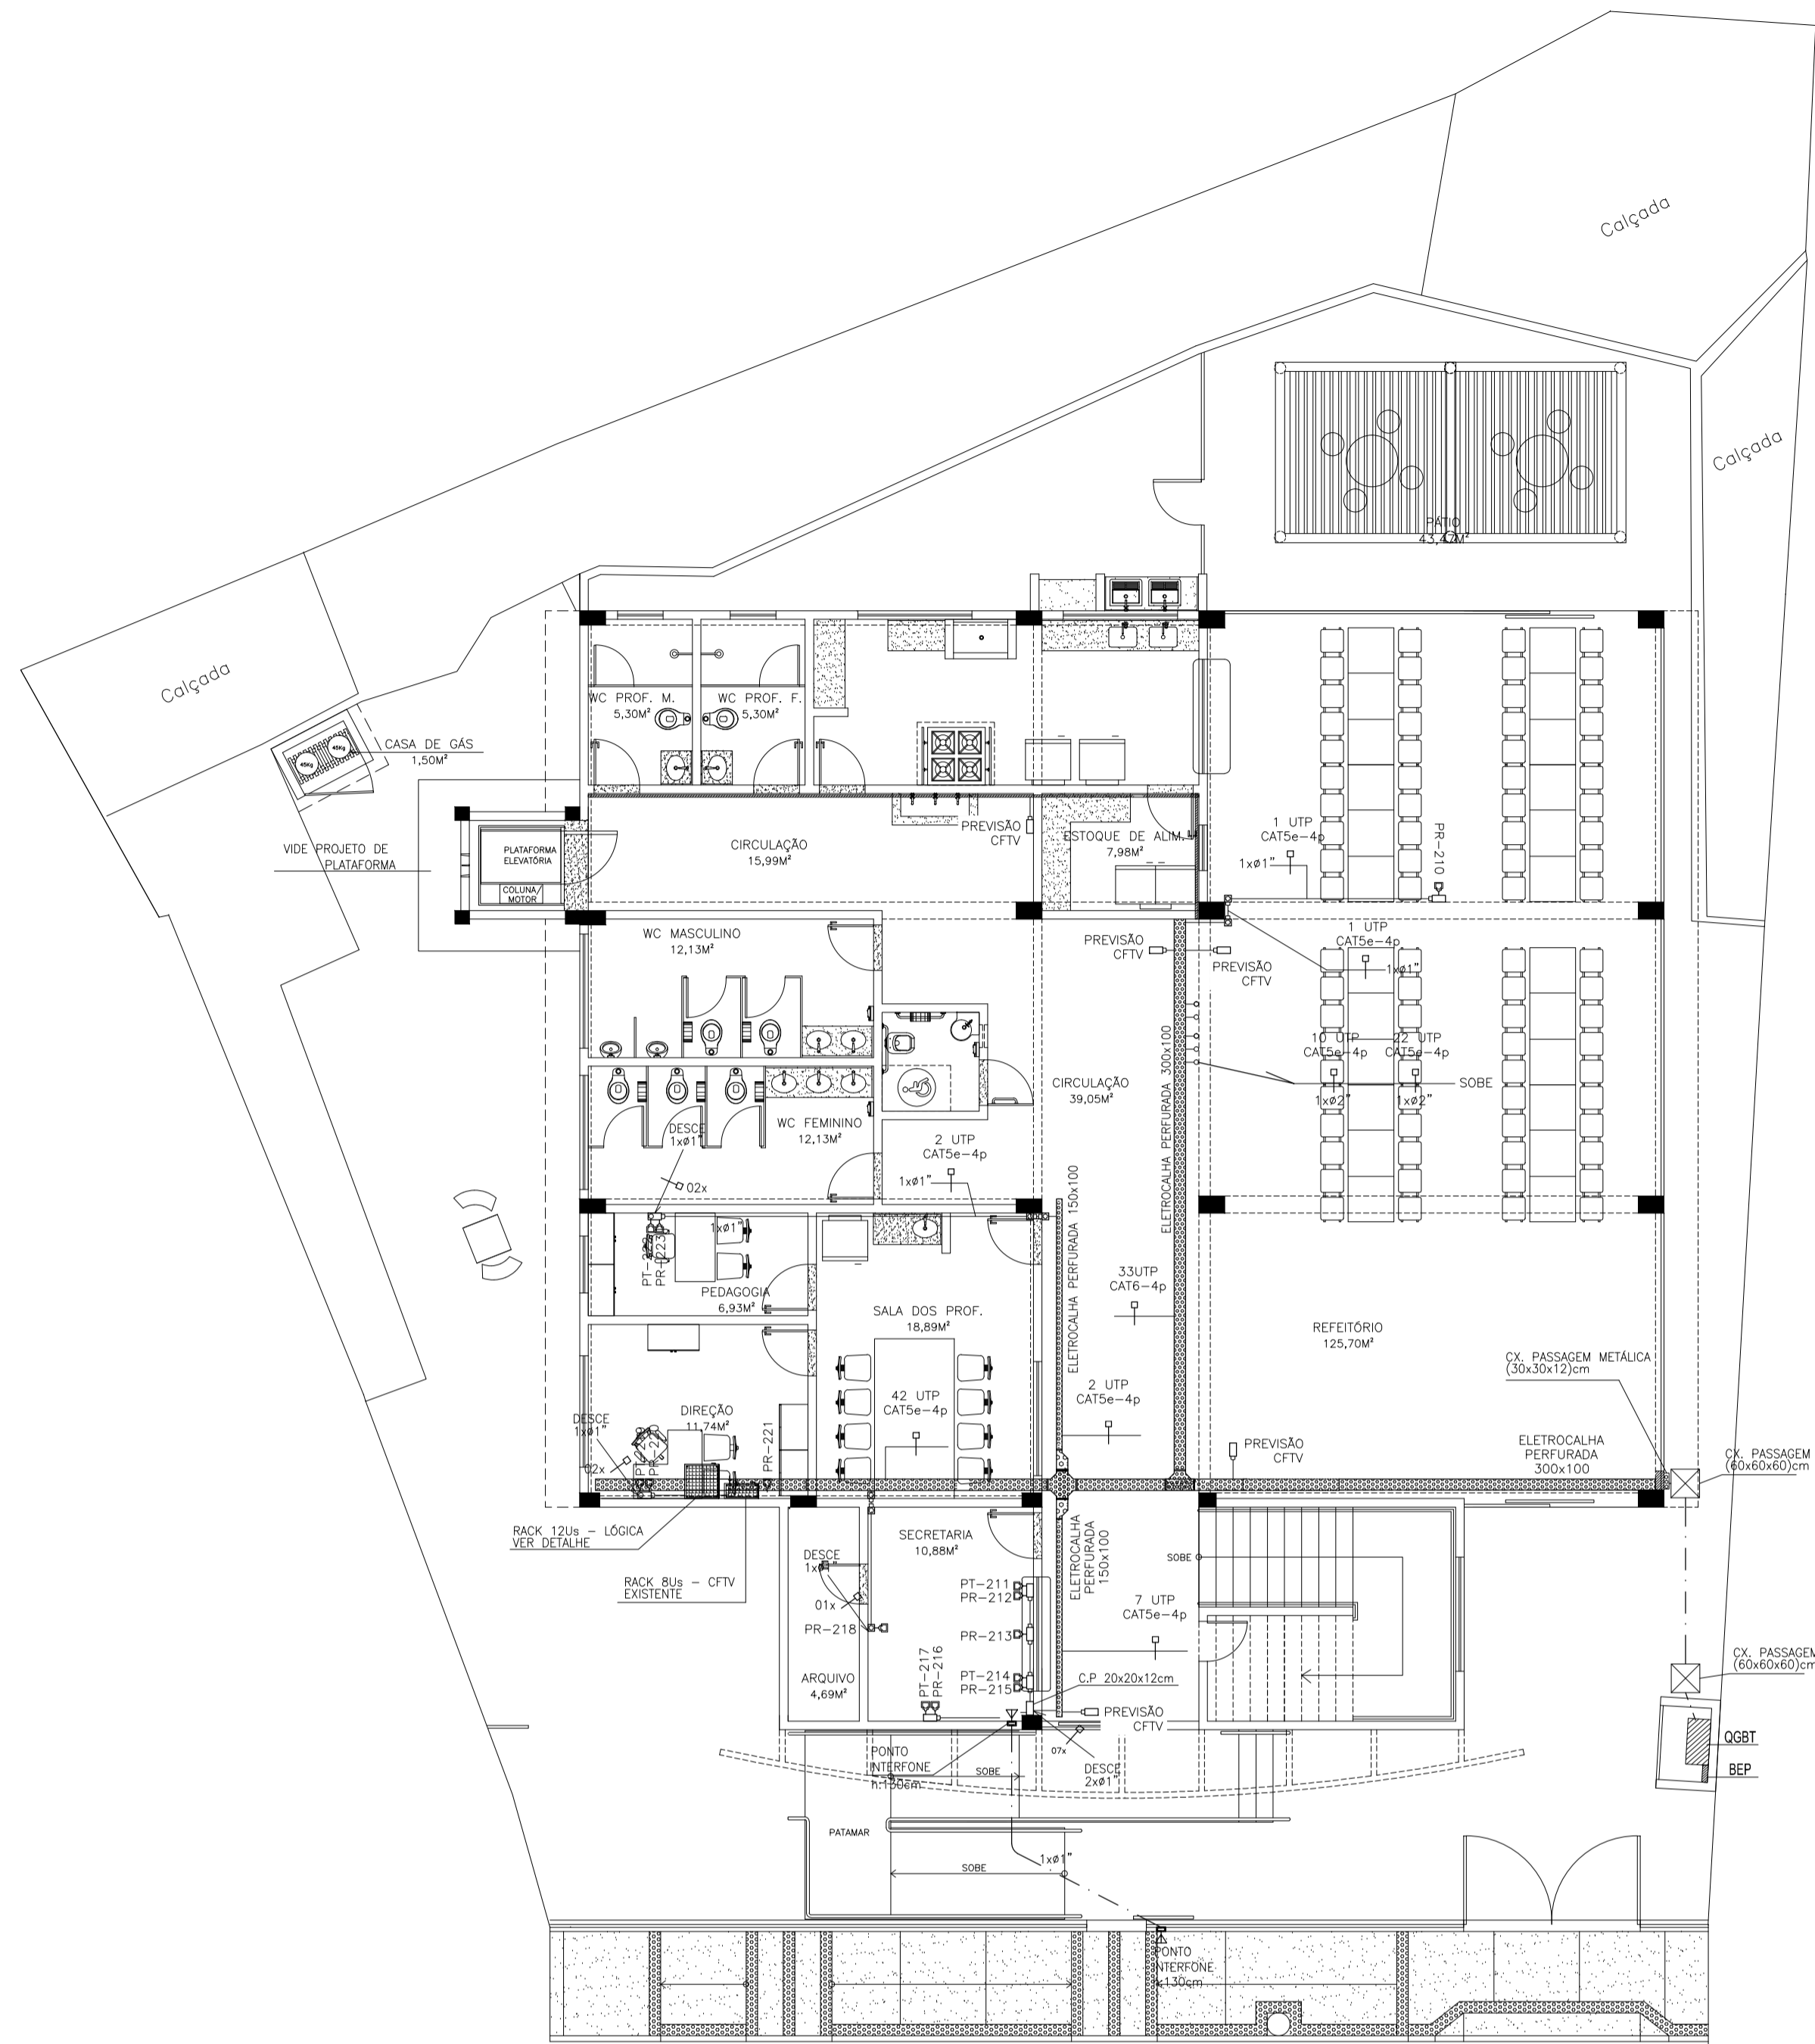 Calçada
Calçada
PÁTIO
43,47M²
Calçada
WC PROF. M.
5,30M²
WC PROF. F.
5,30M²
CASA DE GÁS
1,50M²
45Kg
45Kg
VIDE PROJETO DE
PLATAFORMA
PLATAFORMA
ELEVATÓRIA
COLUNA/
MOTOR
CIRCULAÇÃO
15,99M²
PREVISÃO
CFTV
ESTOQUE DE ALIM.
7,98M²
1 UTP
CAT5e-4p
1xø1"
PR-210
WC MASCULINO
12,13M²
PREVISÃO
CFTV
PREVISÃO
CFTV
1 UTP
CAT5e-4p
1xø1"
10 UTP
CAT5e-4p
22 UTP
CAT5e-4p
1xø2"
1xø2"
SOBE
ELETROCALHA PERFURADA 300x100
CIRCULAÇÃO
39,05M²
WC FEMININO
12,13M²
DESCE
1xø1"
02x
2 UTP
CAT5e-4p
1xø1"
ELETROCALHA PERFURADA 150x100
1xø1"
PR-223
PEDAGOGIA
6,93M²
33UTP
CAT6-4p
SALA DOS PROF.
18,89M²
REFEITÓRIO
125,70M²
CX. PASSAGEM METÁLICA
(30x30x12)cm
2 UTP
CAT5e-4p
42 UTP
CAT5e-4p
DIREÇÃO
11,74M²
DESCE
1xø1"
02x
PR-221
PREVISÃO
CFTV
ELETROCALHA
PERFURADA
300x100
CX. PASSAGEM
(60x60x60)cm
RACK 12Us - LÓGICA
VER DETALHE
RACK 8Us - CFTV
EXISTENTE
SECRETARIA
10,88M²
DESCE
1xø1"
01x
PR-218
PT-211
PR-212
PR-213
PT-214
PR-215
ELETROCALHA
PERFURADA
150x100
SOBE
7 UTP
CAT5e-4p
ARQUIVO
4,69M²
PT-217
PR-216
C.P 20x20x12cm
PREVISÃO
CFTV
CX. PASSAGEM
(60x60x60)cm
07x
PONTO
INTERFONE
h:130cm
SOBE
DESCE
2xø1"
QGBT
BEP
PATAMAR
SOBE
1xø1"
PONTO
INTERFONE